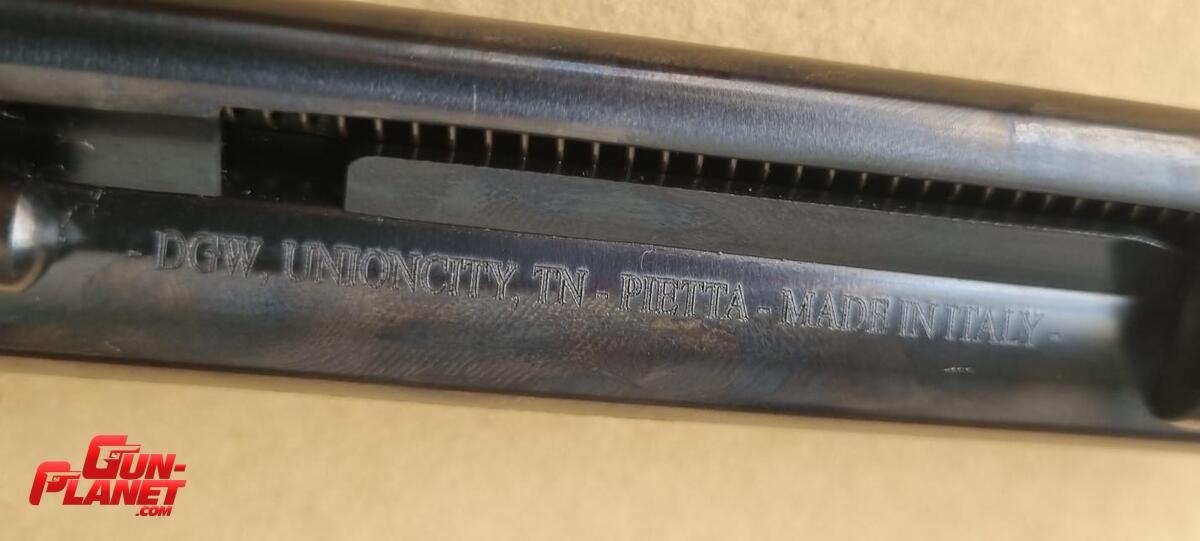 - DGW, UNIONCITY, TN - PIETTA - MADE IN ITALY -
GUN-
PLANET
.COM